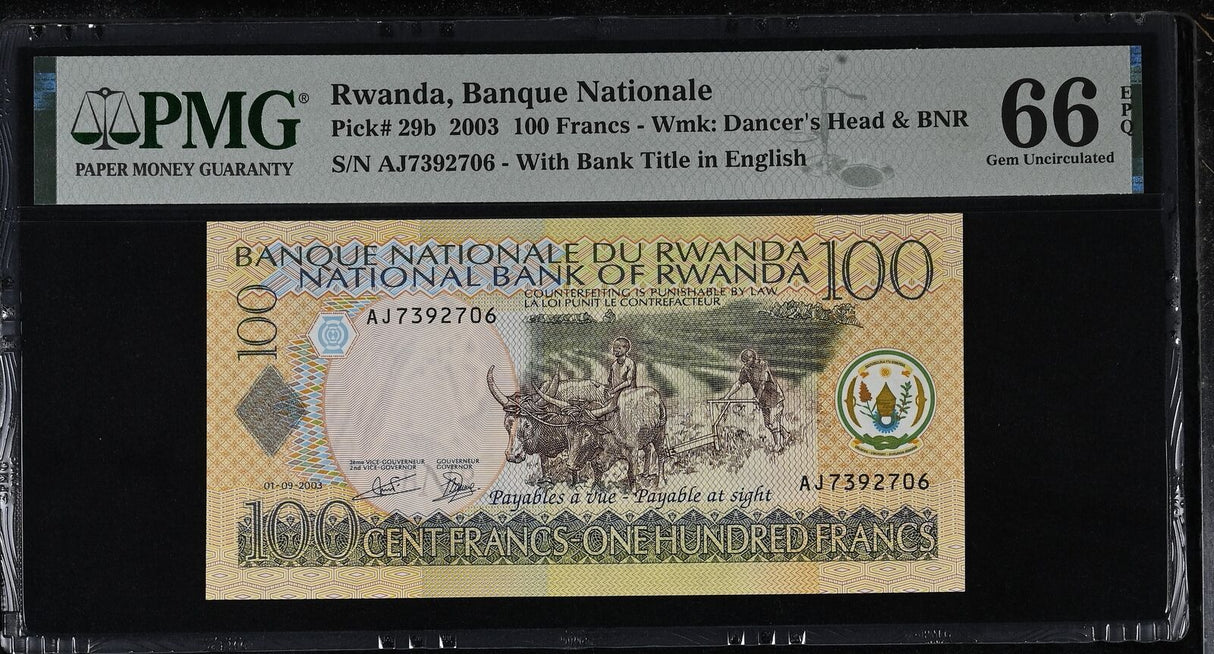 PMG®
PAPER MONEY GUARANTY
Rwanda, Banque Nationale
Pick# 29b 2003 100 Francs - Wmk: Dancer's Head & BNR
S/N AJ7392706 - With Bank Title in English
66
EPQ
Gem Uncirculated
BANQUE NATIONALE DU RWANDA
NATIONAL BANK OF RWANDA
100
COUNTERFEITING IS PUNISHABLE BY LAW
LA LOI PUNIT LE CONTREFACTEUR
100
AJ7392706
2ème VICE-GOUVERNEUR GOUVERNEUR
2nd VICE-GOVERNOR GOVERNOR
01-09-2003
AJ7392706
Payables à vue - Payable at sight
100 CENT FRANCS-ONE HUNDRED FRANCS